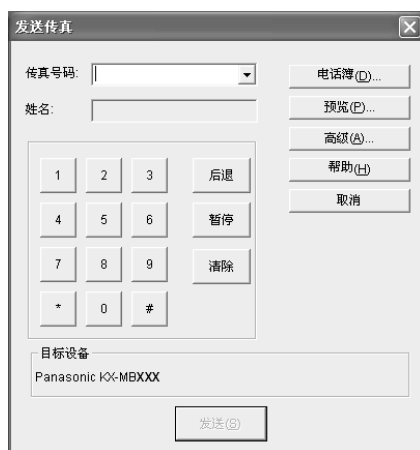 发送传真
传真号码:
电话簿(D)...
姓名:
预览(P)...
高级(A)...
帮助(H)
取消
1 2 3 后退
4 5 6 暂停
7 8 9 清除
* 0 #
目标设备
Panasonic KX-MBXXX
发送(S)